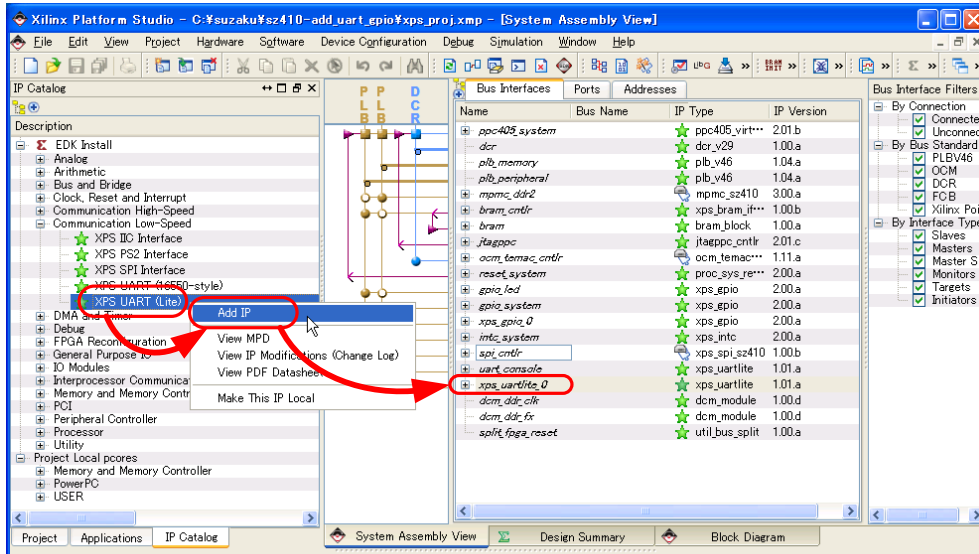 Xilinx Platform Studio - C:¥suzaku¥sz410-add_uart_gpio¥xps_proj.xmp - [System Assembly View]
File Edit View Project Hardware Software Device Configuration Debug Simulation Window Help
IP Catalog
Description
EDK Install
Analog
Arithmetic
Bus and Bridge
Clock, Reset and Interrupt
Communication High-Speed
Communication Low-Speed
XPS IIC Interface
XPS PS2 Interface
XPS SPI Interface
XPS UART (16550-style)
XPS UART (Lite)
DMA and Timer
Debug
FPGA Reconfiguration
General Purpose IO
IO Modules
Interprocessor Communica
Memory and Memory Contr
PCI
Peripheral Controller
Processor
Utility
Project Local pcores
Memory and Memory Controller
PowerPC
USER
Add IP
View MPD
View IP Modifications (Change Log)
View PDF Datasheet
Make This IP Local
Project Applications IP Catalog
PLB PLB DCR
Bus Interfaces Ports Addresses
Name Bus Name IP Type IP Version
ppc405_system ppc405_virt··· 2.01.b
dcr dcr_v29 1.00.a
plb_memory plb_v46 1.04.a
plb_peripheral plb_v46 1.04.a
mpmc_ddr2 mpmc_sz410 3.00.a
bram_cntlr xps_bram_if··· 1.00.b
bram bram_block 1.00.a
jtagppc jtagppc_cntlr 2.01.c
ocm_temac_cntlr ocm_temac··· 1.11.a
reset_system proc_sys_re··· 2.00.a
gpio_led xps_gpio 2.00.a
gpio_system xps_gpio 2.00.a
xps_gpio_0 xps_gpio 2.00.a
intc_system xps_intc 2.00.a
spi_cntlr xps_spi_sz410 1.00.b
uart_console xps_uartlite 1.01.a
xps_uartlite_0 xps_uartlite 1.01.a
dcm_ddr_clk dcm_module 1.00.d
dcm_ddr_fx dcm_module 1.00.d
split_fpga_reset util_bus_split 1.00.a
System Assembly View Design Summary Block Diagram
Bus Interface Filters
By Connection
Connecte
Unconnec
By Bus Standard
PLBV46
OCM
DCR
FCB
Xilinx Poi
By Interface Type
Slaves
Masters
Master S
Monitors
Targets
Initiators